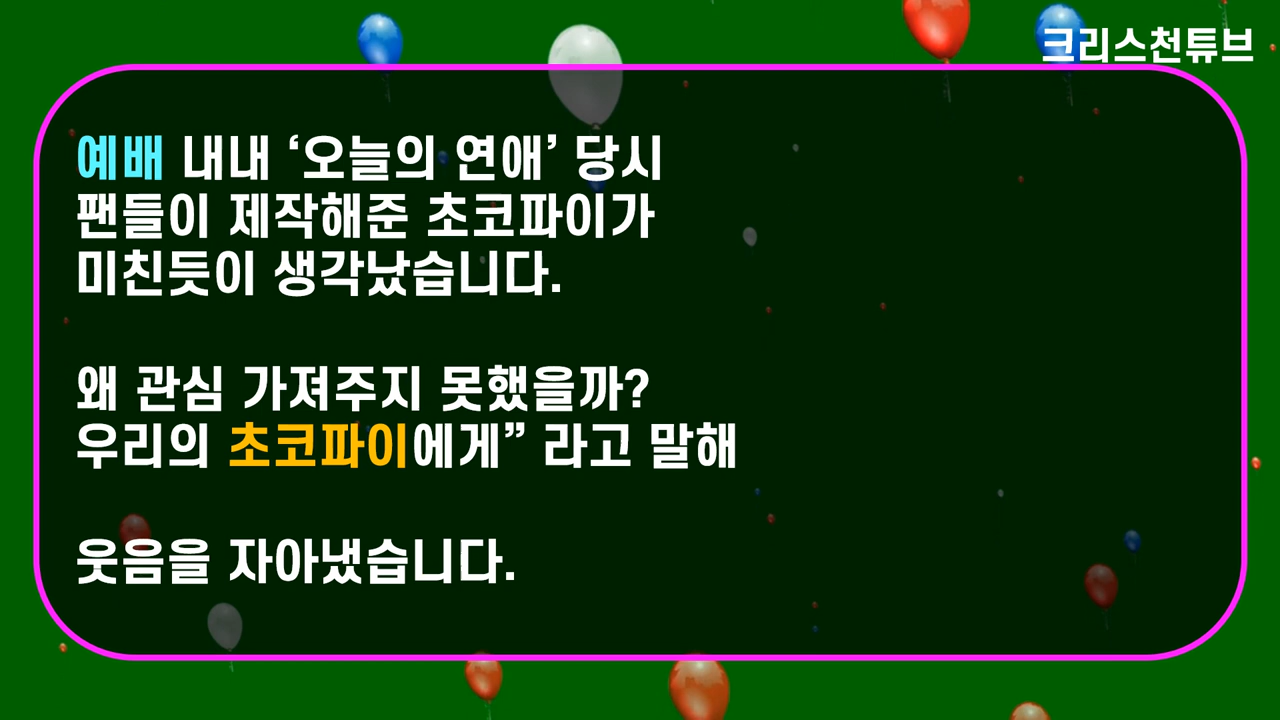 크리스천튜브
예배 내내 ‘오늘의 연애’ 당시
팬들이 제작해준 초코파이가
미친듯이 생각났습니다.
왜 관심 가져주지 못했을까?
우리의 초코파이에게” 라고 말해
웃음을 자아냈습니다.